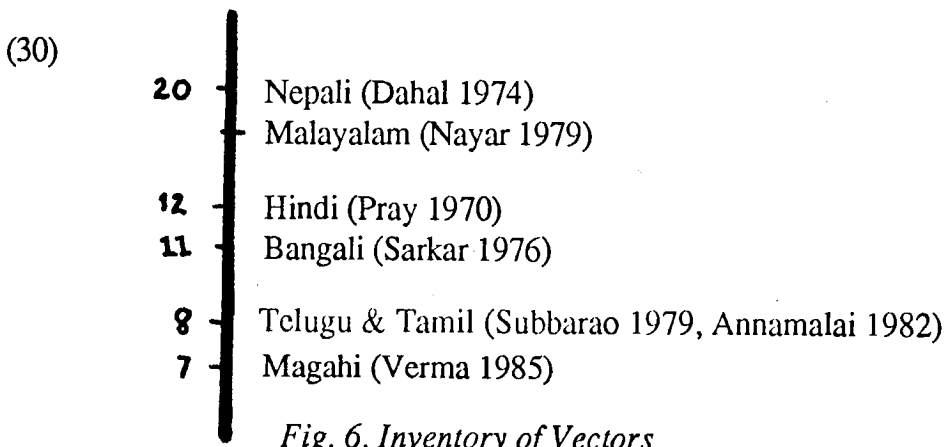 (30)
20 Nepali (Dahal 1974)
Malayalam (Nayar 1979)
12 Hindi (Pray 1970)
11 Bangali (Sarkar 1976)
8 Telugu & Tamil (Subbarao 1979, Annamalai 1982)
7 Magahi (Verma 1985)
Fig. 6. Inventory of Vectors